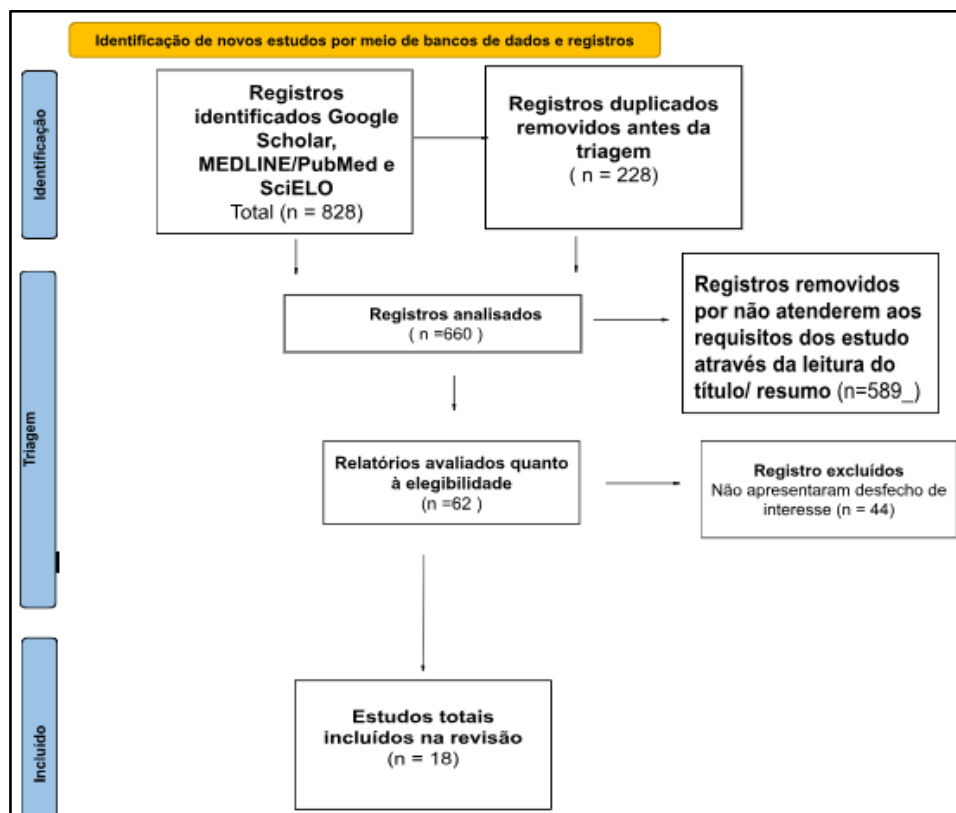 Identificação de novos estudos por meio de bancos de dados e registros
Identificação
Registros
identificados Google
Scholar,
MEDLINE/PubMed e
SciELO
Total (n = 828)
Registros duplicados
removidos antes da
triagem
( n = 228)
Triagem
Registros analisados
( n =660 )
Registros removidos
por não atenderem aos
requisitos dos estudo
através da leitura do
título/ resumo (n=589_)
Relatórios avaliados quanto
à elegibilidade
(n =62 )
Registro excluídos
Não apresentaram desfecho de
interesse (n = 44)
Incluído
Estudos totais
incluídos na revisão
(n = 18)